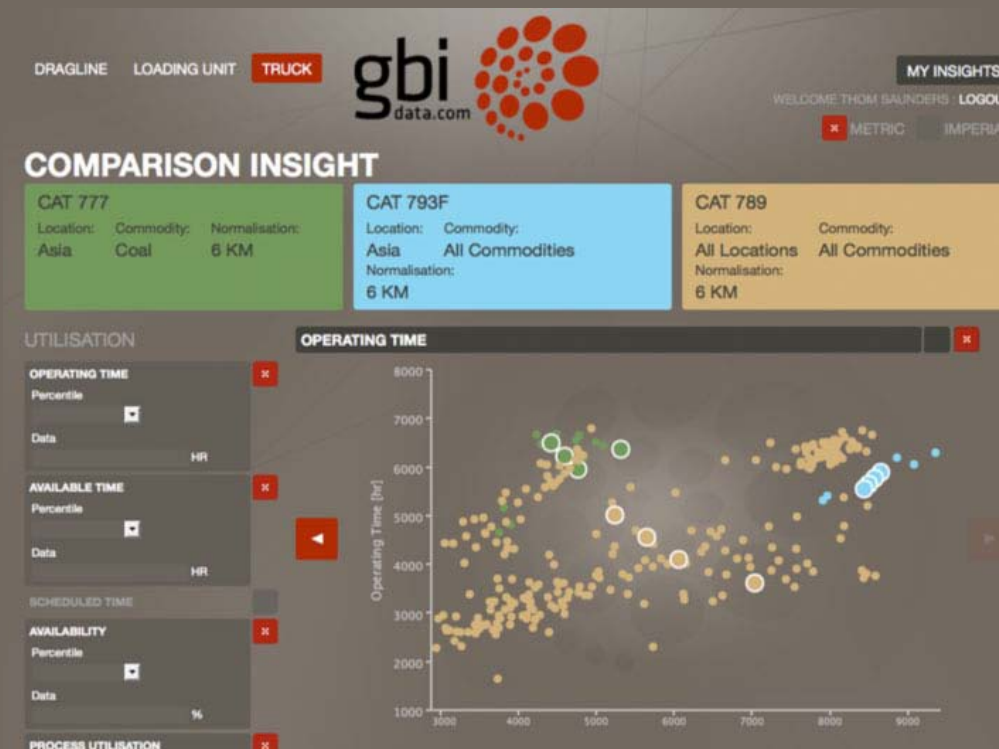 DRAGLINE LOADING UNIT TRUCK
gbi
data.com
MY INSIGHTS
WELCOME THOM SAUNDERS : LOGOU
METRIC IMPERIA
COMPARISON INSIGHT
CAT 777
Location: Commodity: Normalisation:
Asia Coal 6 KM
CAT 793F
Location: Commodity:
Asia All Commodities
Normalisation:
6 KM
CAT 789
Location: Commodity:
All Locations All Commodities
Normalisation:
6 KM
UTILISATION
OPERATING TIME
Percentile
Data
HR
AVAILABLE TIME
Percentile
Data
HR
SCHEDULED TIME
AVAILABILITY
Percentile
Data
%
PROCESS UTILISATION
OPERATING TIME
Operating Time [hr]
8000
7000
6000
5000
4000
3000
2000
1000
3000 4000 5000 6000 7000 8000 9000